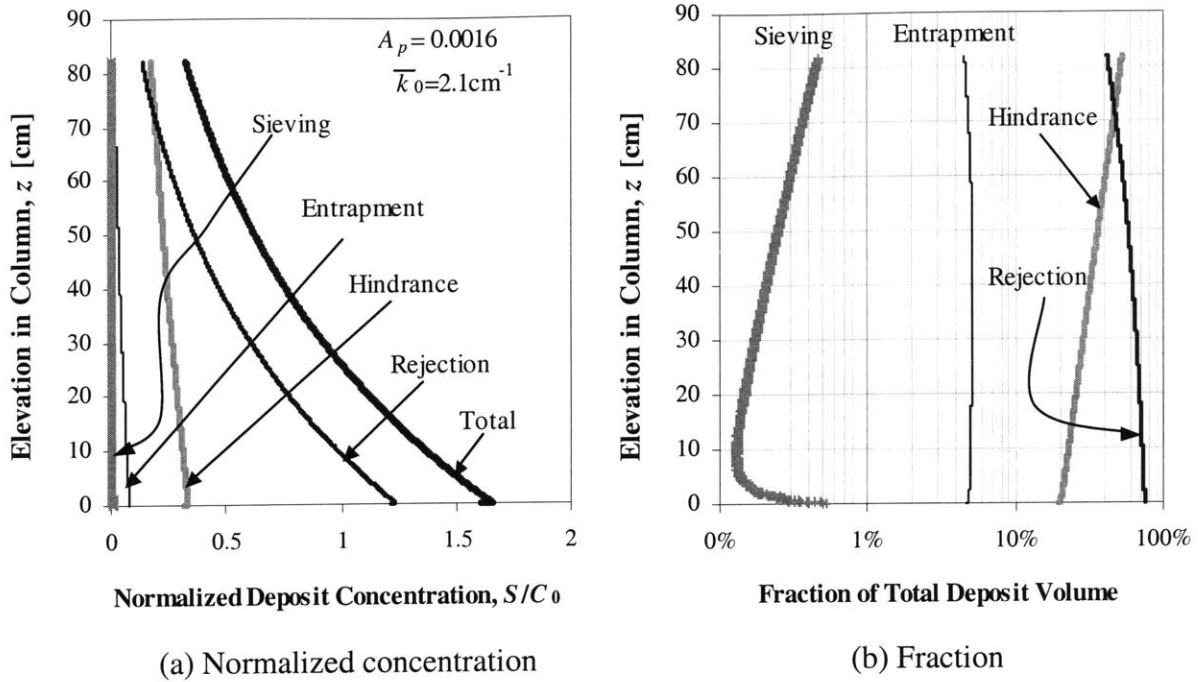 90
80
70
60
50
40
30
20
10
0
Elevation in Column, z [cm]
A_p = 0.0016
k̅_0=2.1cm⁻¹
Sieving
Entrapment
Hindrance
Rejection
Total
0 0.5 1 1.5 2
Normalized Deposit Concentration, S/C_0
(a) Normalized concentration
90
80
70
60
50
40
30
20
10
0
Elevation in Column, z [cm]
Sieving Entrapment
Hindrance
Rejection
0% 1% 10% 100%
Fraction of Total Deposit Volume
(b) Fraction